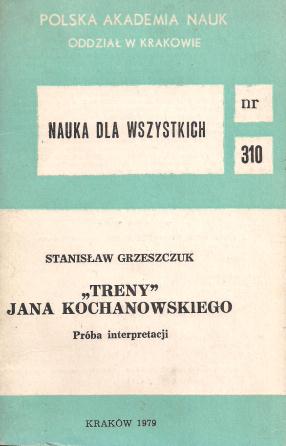 POLSKA AKADEMIA NAUK
ODDZIAŁ W KRAKOWIE
nr
NAUKA DLA WSZYSTKICH
310
STANISŁAW GRZESZCZUK
„TRENY”
JANA KOCHANOWSKIEGO
Próba interpretacji
KRAKÓW 1979